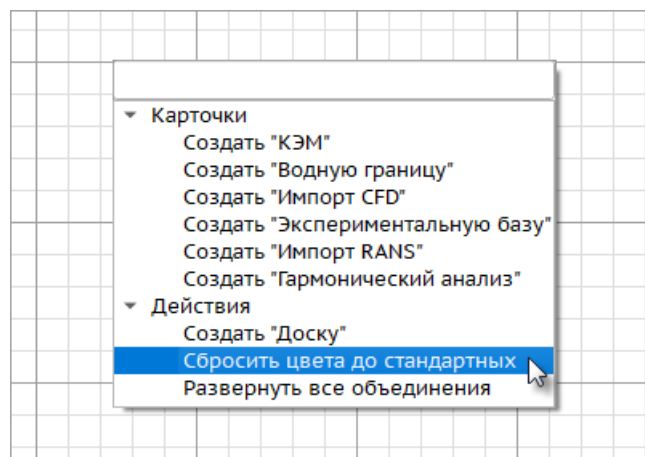 Карточки
Создать "КЭМ"
Создать "Водную границу"
Создать "Импорт CFD"
Создать "Экспериментальную базу"
Создать "Импорт RANS"
Создать "Гармонический анализ"
Действия
Создать "Доску"
Сбросить цвета до стандартных
Развернуть все объединения